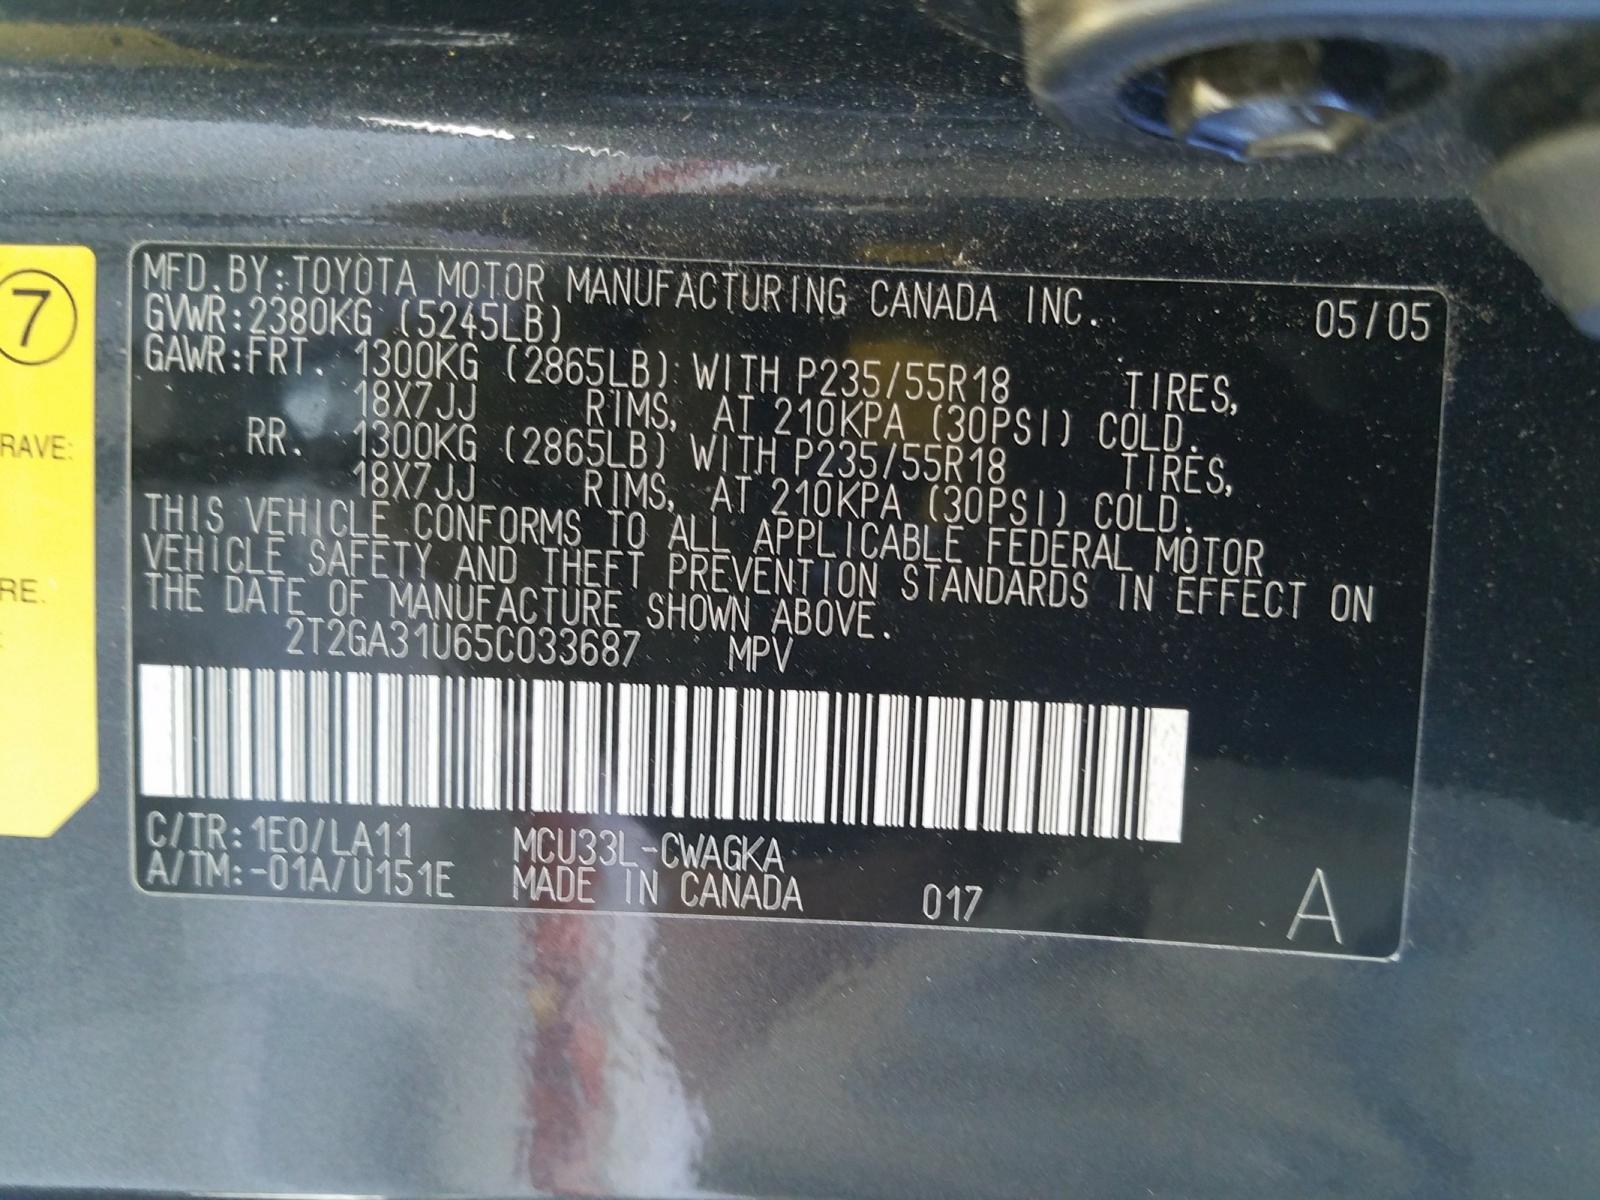 7
RAVE:
RE.
MFD.BY:TOYOTA MOTOR MANUFACTURING CANADA INC. 05/05
GVWR:2380KG (5245LB)
GAWR:FRT. 1300KG (2865LB) WITH P235/55R18 TIRES,
18X7JJ RIMS, AT 210KPA (30PSI) COLD.
RR. 1300KG (2865LB) WITH P235/55R18 TIRES,
18X7JJ RIMS, AT 210KPA (30PSI) COLD.
THIS VEHICLE CONFORMS TO ALL APPLICABLE FEDERAL MOTOR
VEHICLE SAFETY AND THEFT PREVENTION STANDARDS IN EFFECT ON
THE DATE OF MANUFACTURE SHOWN ABOVE.
2T2GA31U65C033687 MPV
C/TR:1E0/LA11 MCU33L-CWAGKA
A/TM:-01A/U151E MADE IN CANADA 017 A